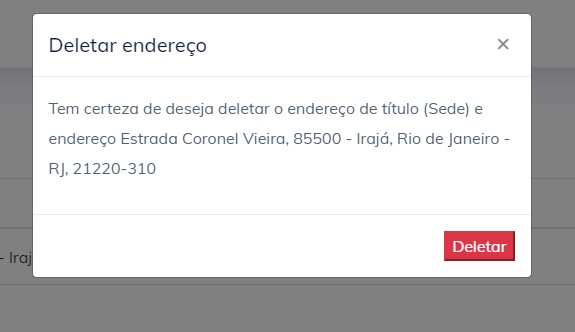 Deletar endereço ×
Tem certeza de deseja deletar o endereço de título (Sede) e
endereço Estrada Coronel Vieira, 85500 - Irajá, Rio de Janeiro -
RJ, 21220-310
Deletar
- Iraj